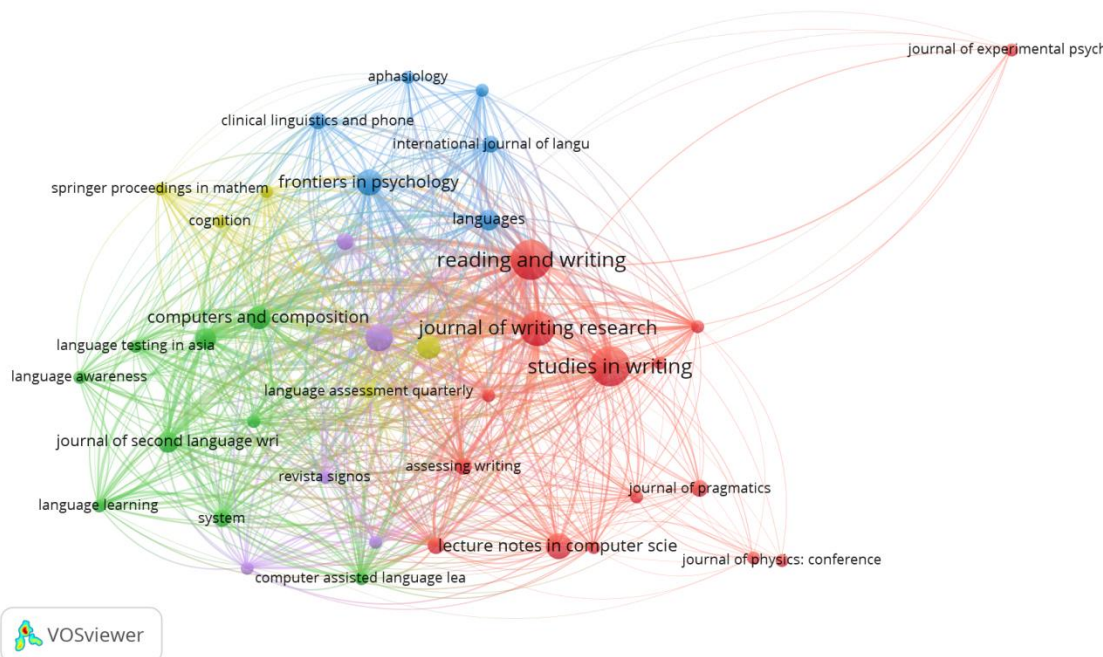 journal of experimental psych
aphasiology
clinical linguistics and phone
international journal of langu
springer proceedings in mathem
frontiers in psychology
cognition
languages
reading and writing
computers and composition
journal of writing research
language testing in asia
studies in writing
language awareness
language assessment quarterly
journal of second language wri
assessing writing
revista signos
journal of pragmatics
language learning
system
lecture notes in computer scie
journal of physics: conference
computer assisted language lea
VOSviewer